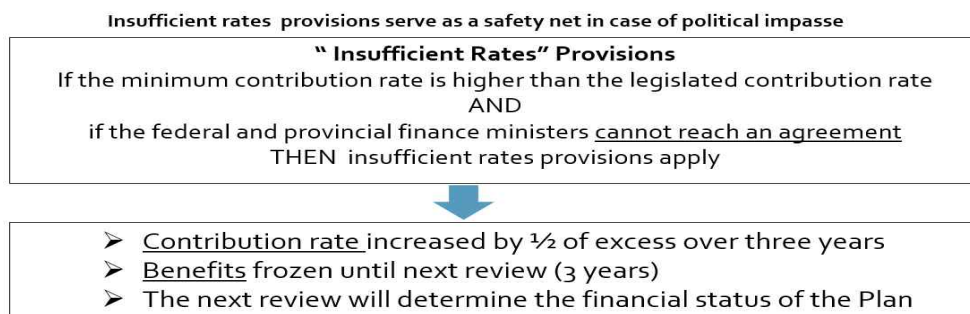 Insufficient rates provisions serve as a safety net in case of political impasse
“ Insufficient Rates” Provisions
If the minimum contribution rate is higher than the legislated contribution rate
AND
if the federal and provincial finance ministers cannot reach an agreement
THEN insufficient rates provisions apply
➢ Contribution rate increased by ½ of excess over three years
➢ Benefits frozen until next review (3 years)
➢ The next review will determine the financial status of the Plan